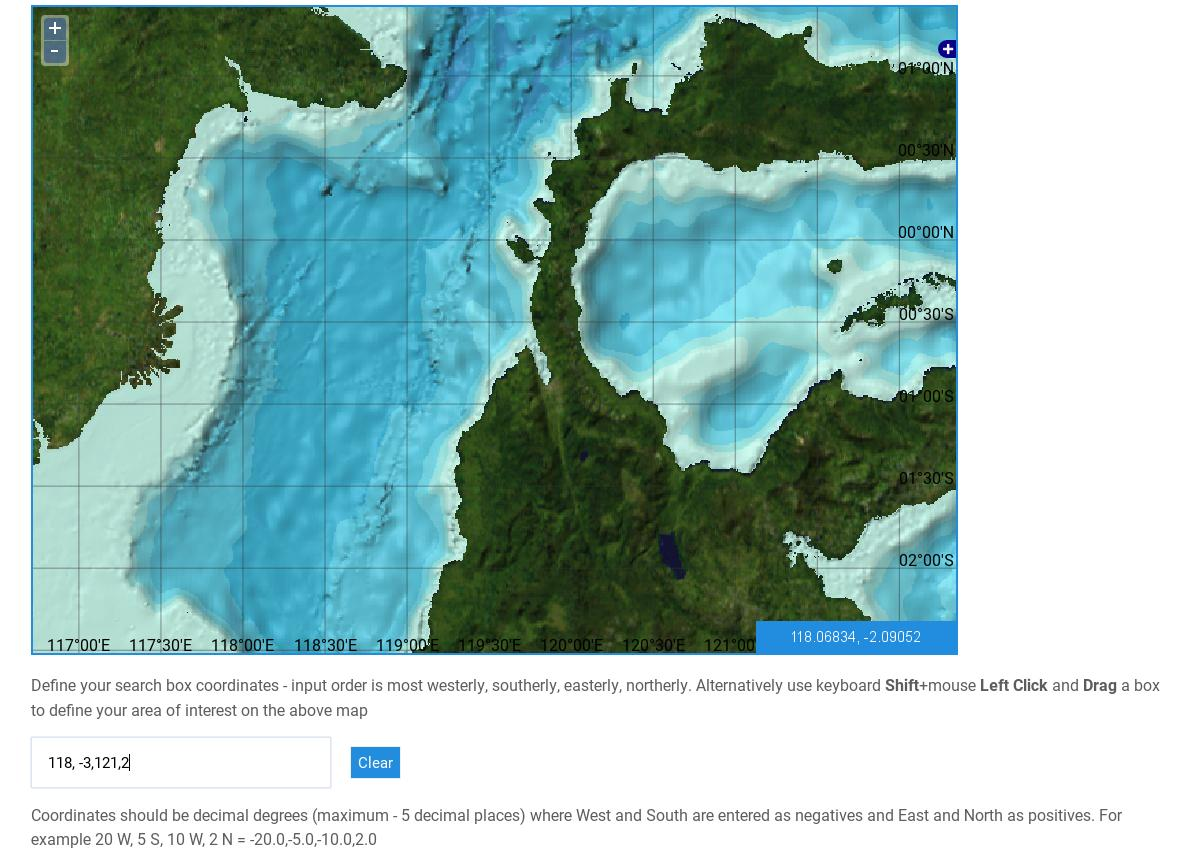 +
-
+
01°00'N
00°30'N
00°00'N
00°30'S
01°00'S
01°30'S
02°00'S
117°00'E 117°30'E 118°00'E 118°30'E 119°00'E 119°30'E 120°00'E 120°30'E 121°00'
118.06834, -2.09052
Define your search box coordinates - input order is most westerly, southerly, easterly, northerly. Alternatively use keyboard Shift+mouse Left Click and Drag a box
to define your area of interest on the above map
118, -3,121,2
Clear
Coordinates should be decimal degrees (maximum - 5 decimal places) where West and South are entered as negatives and East and North as positives. For
example 20 W, 5 S, 10 W, 2 N = -20.0,-5.0,-10.0,2.0